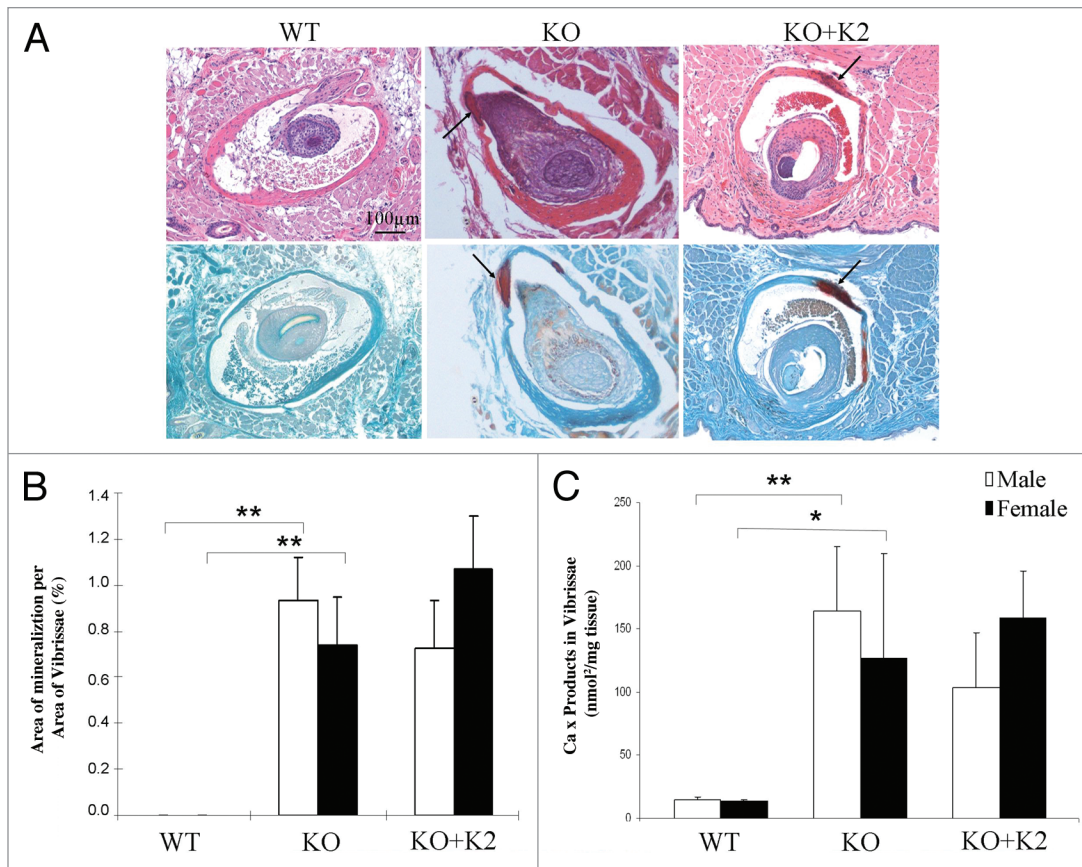 A
WT
KO
KO+K2
100μm
B
Area of mineraliztion per
Area of Vibrissae (%)
1.4
1.2
1.0
0.8
0.6
0.4
0.2
0.0
**
**
WT
KO
KO+K2
C
Ca x Products in Vibrissae
(nmol²/mg tissue)
250
200
150
100
50
0
**
*
Male
Female
WT
KO
KO+K2